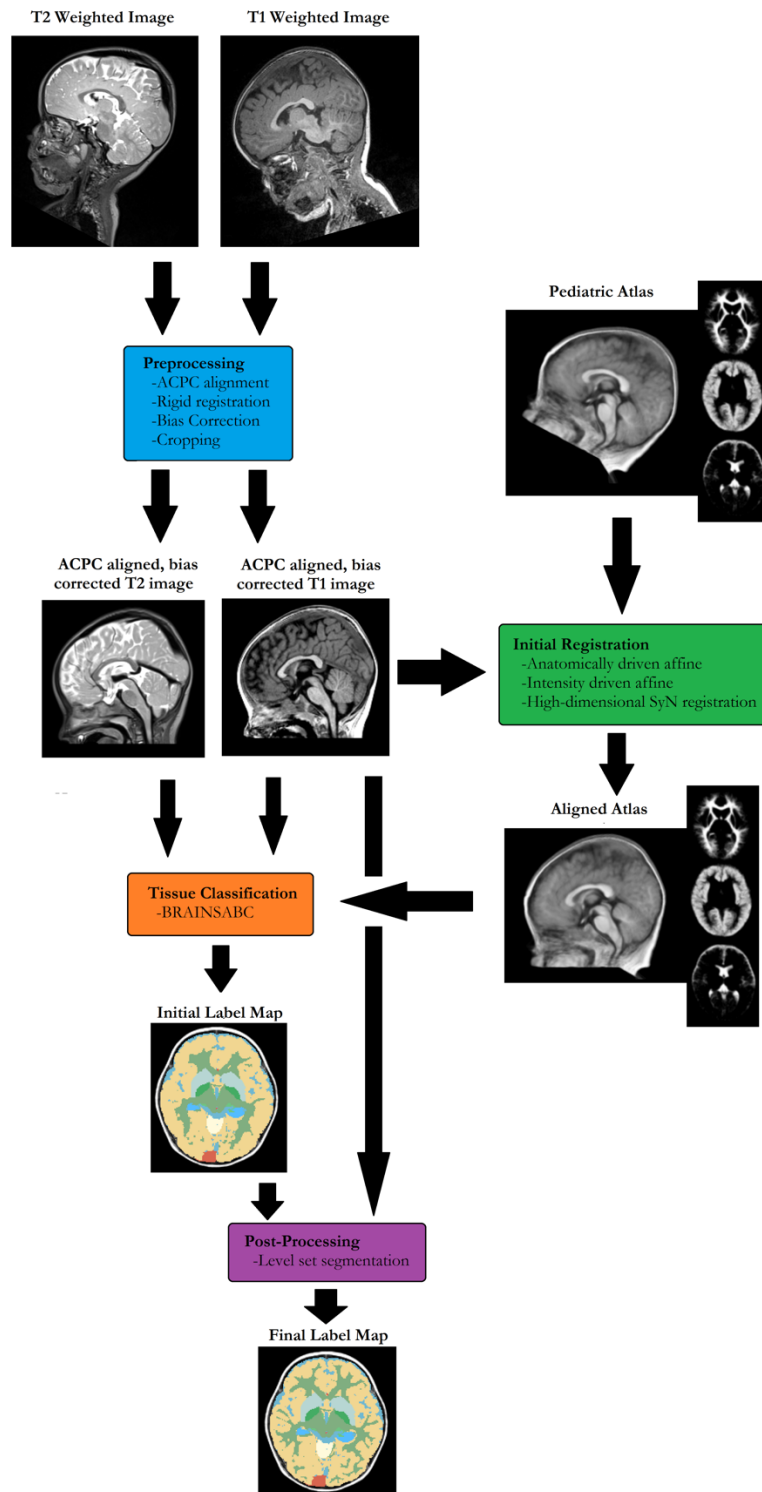 T2 Weighted Image
T1 Weighted Image
Pediatric Atlas
Preprocessing
-ACPC alignment
-Rigid registration
-Bias Correction
-Cropping
ACPC aligned, bias
corrected T2 image
ACPC aligned, bias
corrected T1 image
Initial Registration
-Anatomically driven affine
-Intensity driven affine
-High-dimensional SyN registration
Aligned Atlas
Tissue Classification
-BRAINSABC
Initial Label Map
Post-Processing
-Level set segmentation
Final Label Map